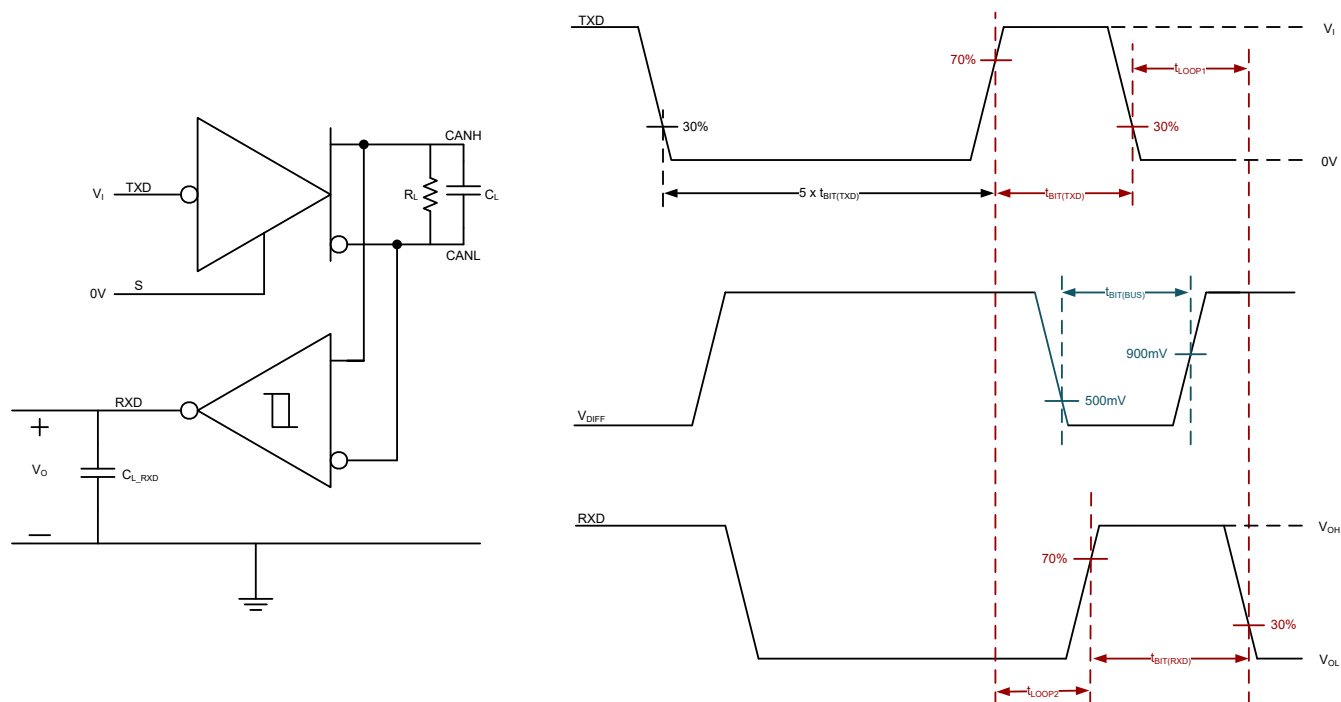 CANH
V_I
TXD
R_L
C_L
CANL
0V
S
RXD
+
V_O
C_L_RXD
—
TXD
V_I
70%
t_LOOP1
30%
30%
0V
5 x t_BIT(TXD)
t_BIT(TXD)
t_BIT(BUS)
900mV
500mV
V_DIFF
RXD
V_OH
70%
30%
t_BIT(RXD)
V_OL
t_LOOP2